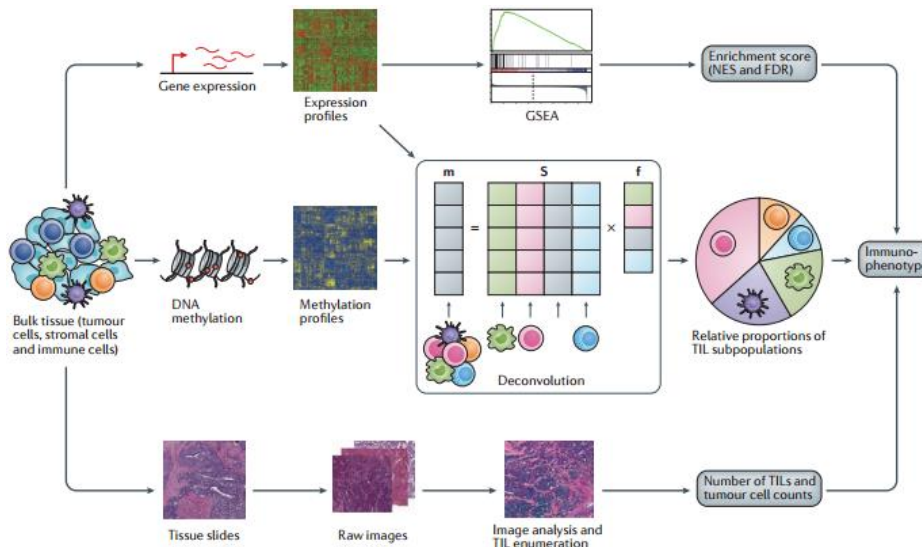 Gene expression
Expression
profiles
GSEA
Enrichment score
(NES and FDR)
m
S
f
=
×
Bulk tissue (tumour
cells, stromal cells
and immune cells)
DNA
methylation
Methylation
profiles
Deconvolution
Relative proportions of
TIL subpopulations
Immuno-
phenotype
Tissue slides
Raw images
Image analysis and
TIL enumeration
Number of TILs and
tumour cell counts